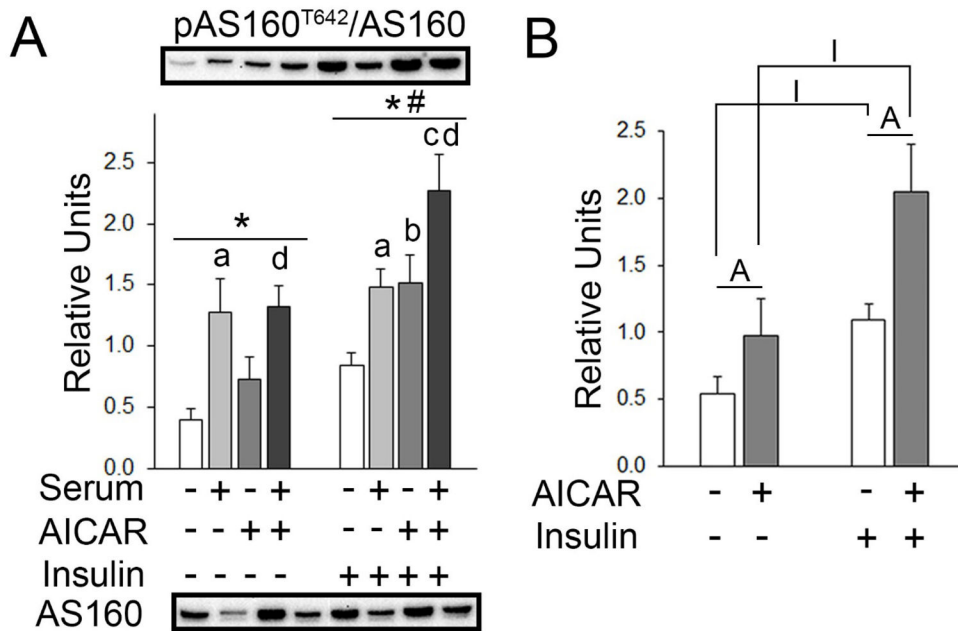 A
pAS160T642/AS160
Relative Units
2.5
2.0
1.5
1.0
0.5
0.0
*
a
d
*#
a
b
cd
Serum - + - + - + - +
AICAR - - + + - - + +
Insulin - - - - + + + +
AS160
B
I
I
A
A
Relative Units
2.5
2.0
1.5
1.0
0.5
0.0
AICAR - + - +
Insulin - - + +